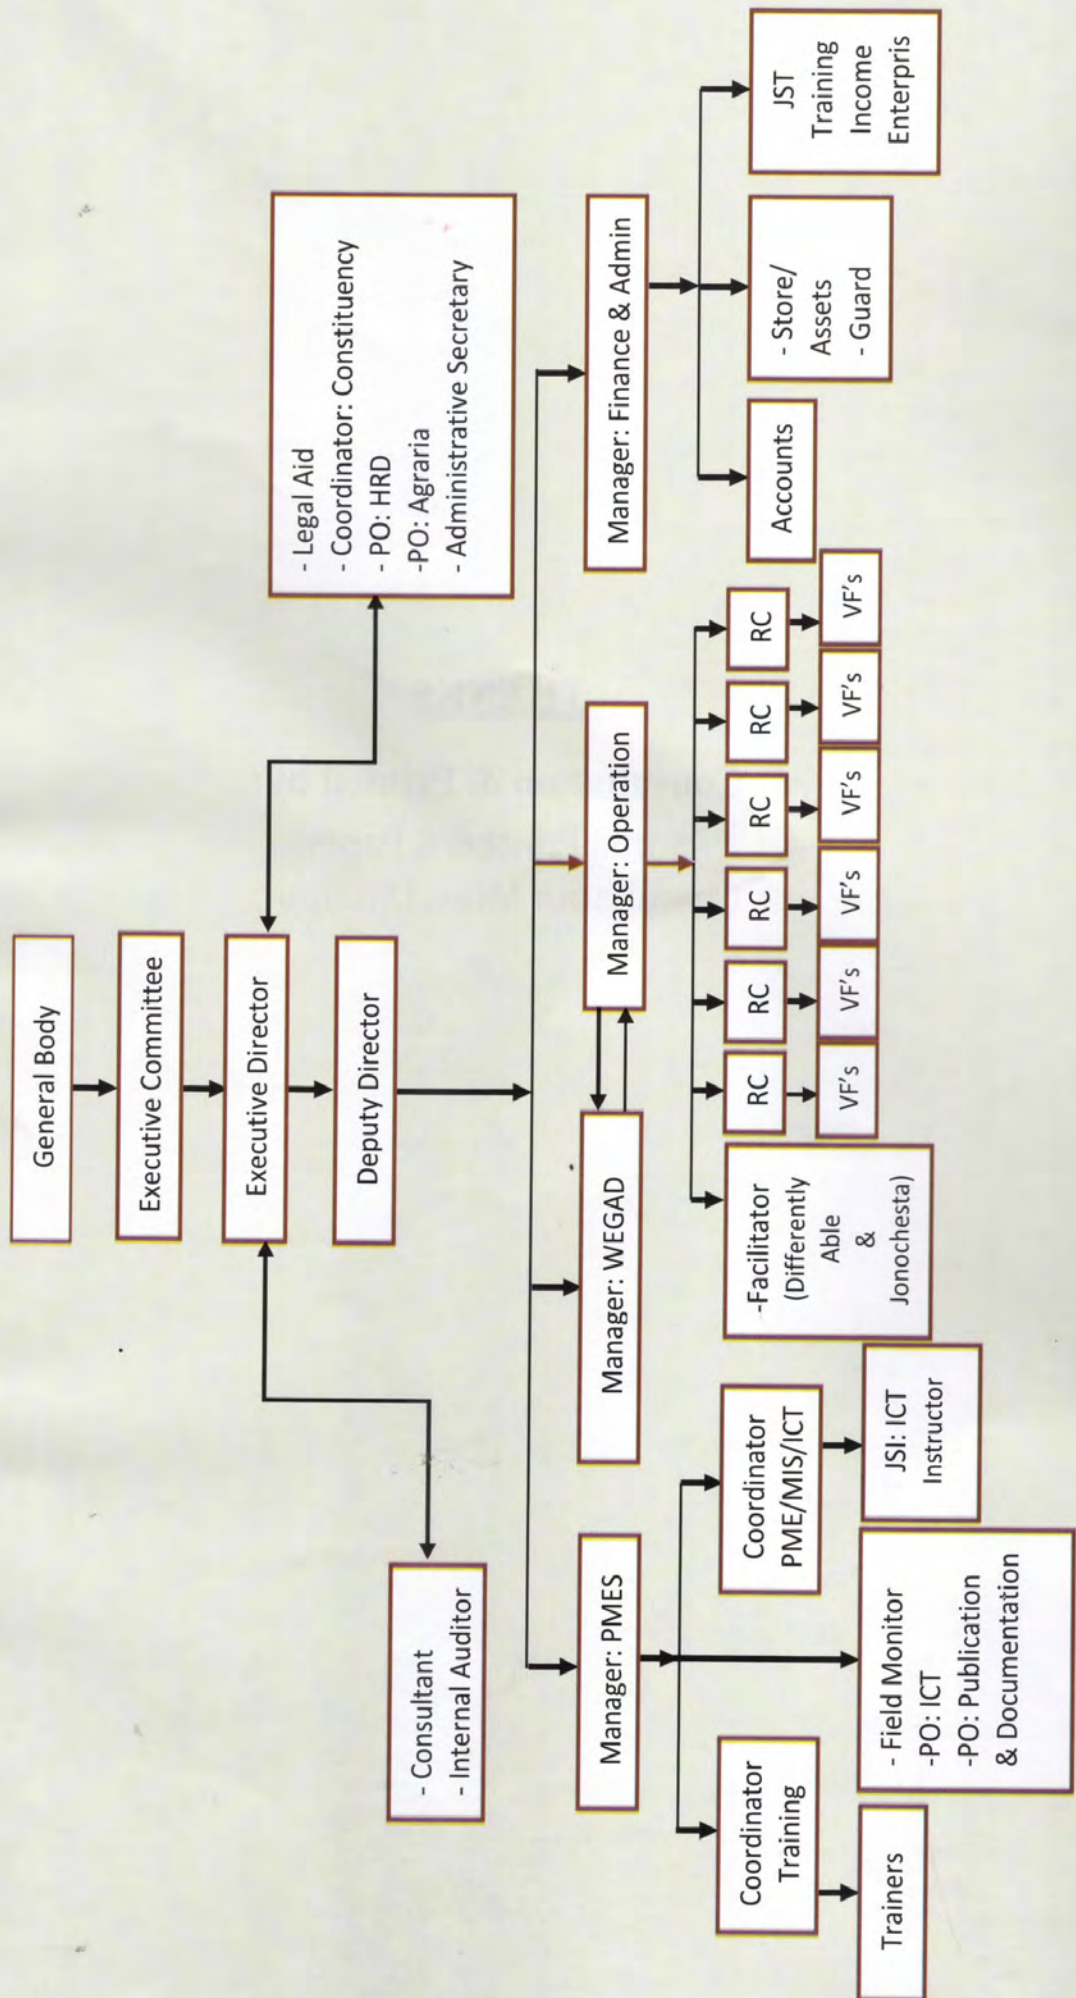 General Body
Executive Committee
Executive Director
Deputy Director
- Legal Aid
- Coordinator: Constituency
- PO: HRD
-PO: Agraria
- Administrative Secretary
- Consultant
- Internal Auditor
Manager: PMES
Manager: WEGAD
Manager: Operation
Manager: Finance & Admin
Coordinator
Training
Coordinator
PME/MIS/ICT
-Facilitator
(Differently
Able
&
Jonochesta)
RC
RC
RC
RC
RC
RC
Accounts
- Store/
Assets
- Guard
JST
Training
Income
Enterpris
Trainers
- Field Monitor
-PO: ICT
-PO: Publication
& Documentation
JSI: ICT
Instructor
VF's
VF's
VF's
VF's
VF's
VF's